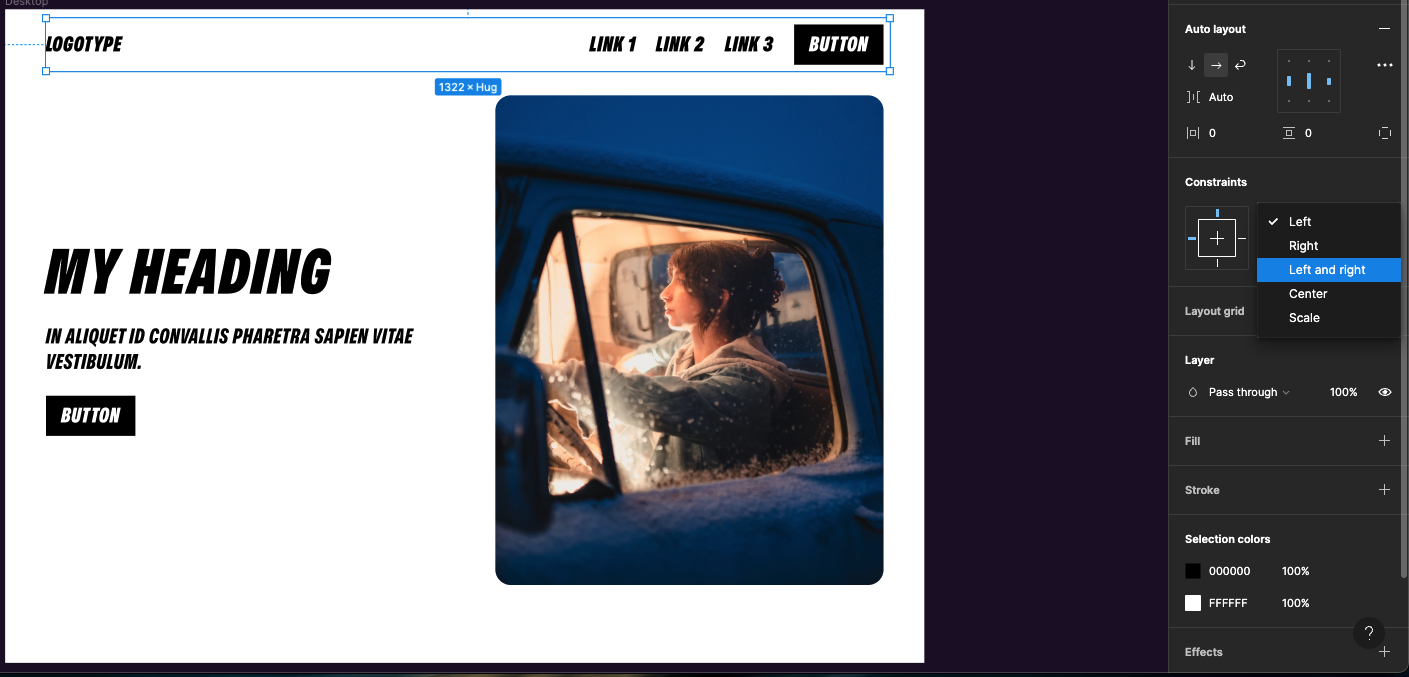 Desktop
LOGOTYPE
LINK 1 LINK 2 LINK 3 BUTTON
1322 × Hug
MY HEADING
IN ALIQUET ID CONVALLIS PHARETRA SAPIEN VITAE
VESTIBULUM.
BUTTON
Auto layout
Auto
0 0
Constraints
Left
Right
Left and right
Center
Scale
Layout grid
Layer
Pass through 100%
Fill
Stroke
Selection colors
000000 100%
FFFFFF 100%
?
Effects